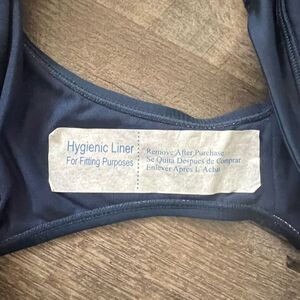 Hygienic Liner
For Fitting Purposes
Remove After Purchase
Se Quita Despues de Comprar
Enlever Apres L Achat